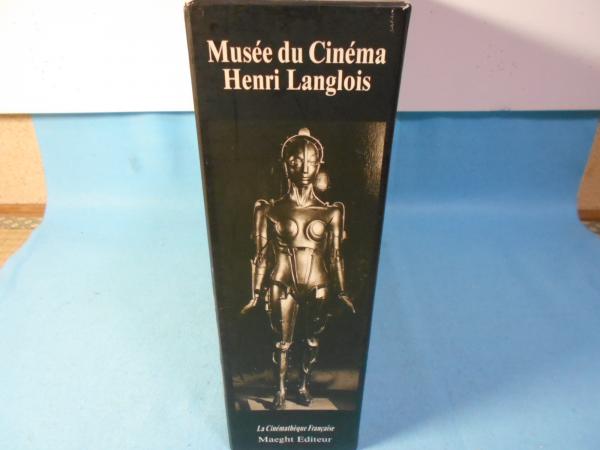 Musée du Cinéma
Henri Langlois
La Cinémathèque Française
Maeght Editeur